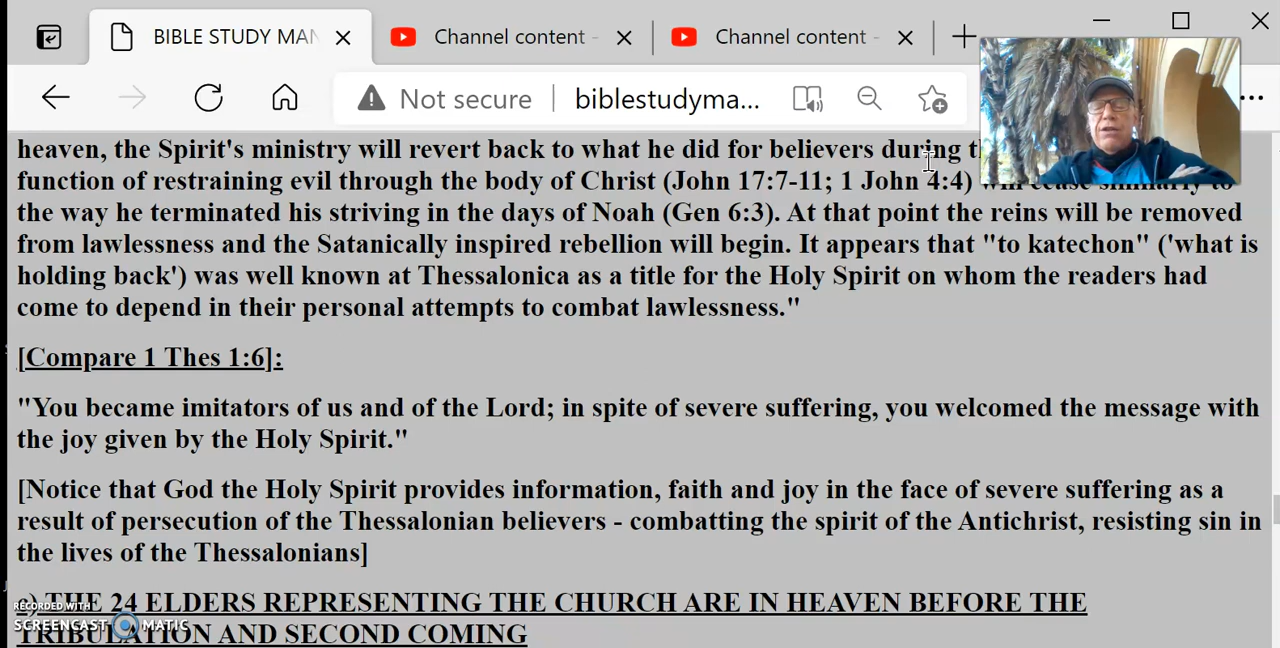 BIBLE STUDY MAN
Channel content -
Channel content -
Not secure
biblestudyma...
heaven, the Spirit's ministry will revert back to what he did for believers during
function of restraining evil through the body of Christ (John 17:7-11; 1 John 4:4) will cease similarly to
the way he terminated his striving in the days of Noah (Gen 6:3). At that point the reins will be removed
from lawlessness and the Satanically inspired rebellion will begin. It appears that "to katechon" ('what is
holding back') was well known at Thessalonica as a title for the Holy Spirit on whom the readers had
come to depend in their personal attempts to combat lawlessness."
[Compare 1 Thes 1:6]:
"You became imitators of us and of the Lord; in spite of severe suffering, you welcomed the message with
the joy given by the Holy Spirit."
[Notice that God the Holy Spirit provides information, faith and joy in the face of severe suffering as a
result of persecution of the Thessalonian believers - combatting the spirit of the Antichrist, resisting sin in
the lives of the Thessalonians]
THE 24 ELDERS REPRESENTING THE CHURCH ARE IN HEAVEN BEFORE THE
TRIBULATION AND SECOND COMING
RECORDED WITH
SCREENCAST MATIC